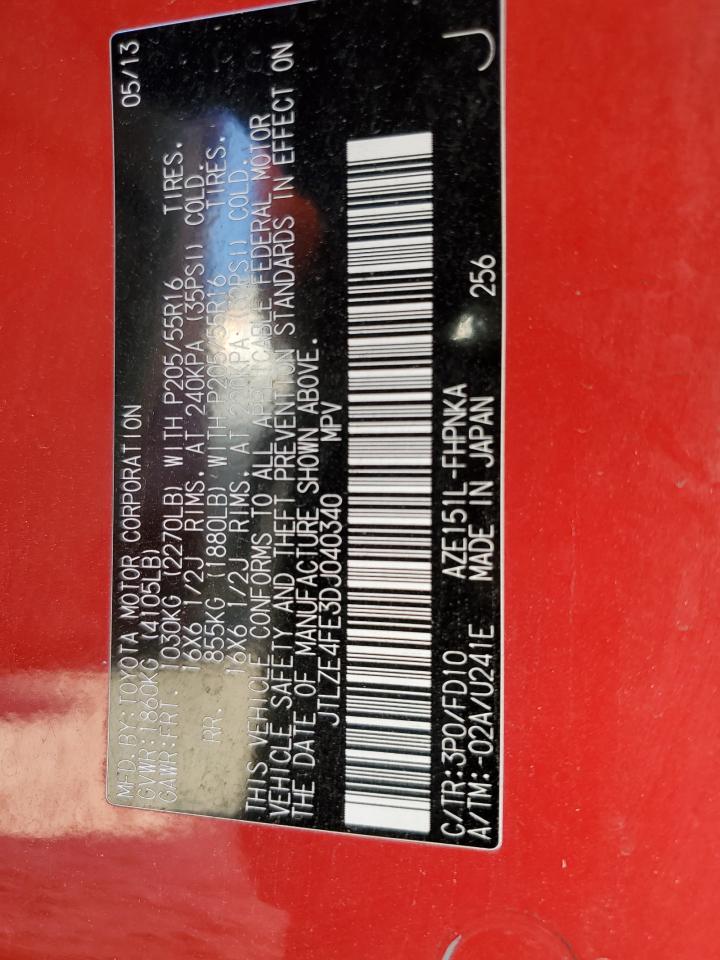 MFD. BY: TOYOTA MOTOR CORPORATION 05/13
GVWR: 1860KG (4105LB)
GAWR: FRT. 1030KG (2270LB) WITH P205/55R16 TIRES.
16X6 1/2J RIMS. AT 240KPA (35PSI) COLD.
RR. 855KG (1880LB) WITH P205/55R16 TIRES.
16X6 1/2J RIMS. AT COLD.
THIS VEHICLE CONFORMS TO ALL APPLICABLE FEDERAL MOTOR
VEHICLE SAFETY AND THEFT PREVENTION STANDARDS IN EFFECT ON
THE DATE OF MANUFACTURE SHOWN ABOVE.
JTLZE4FE3DJ040340 MPV
C/TR: 3P0/FD10 AZE151L-FHPNKA
A/TM: -02A/U241E MADE IN JAPAN 256 J